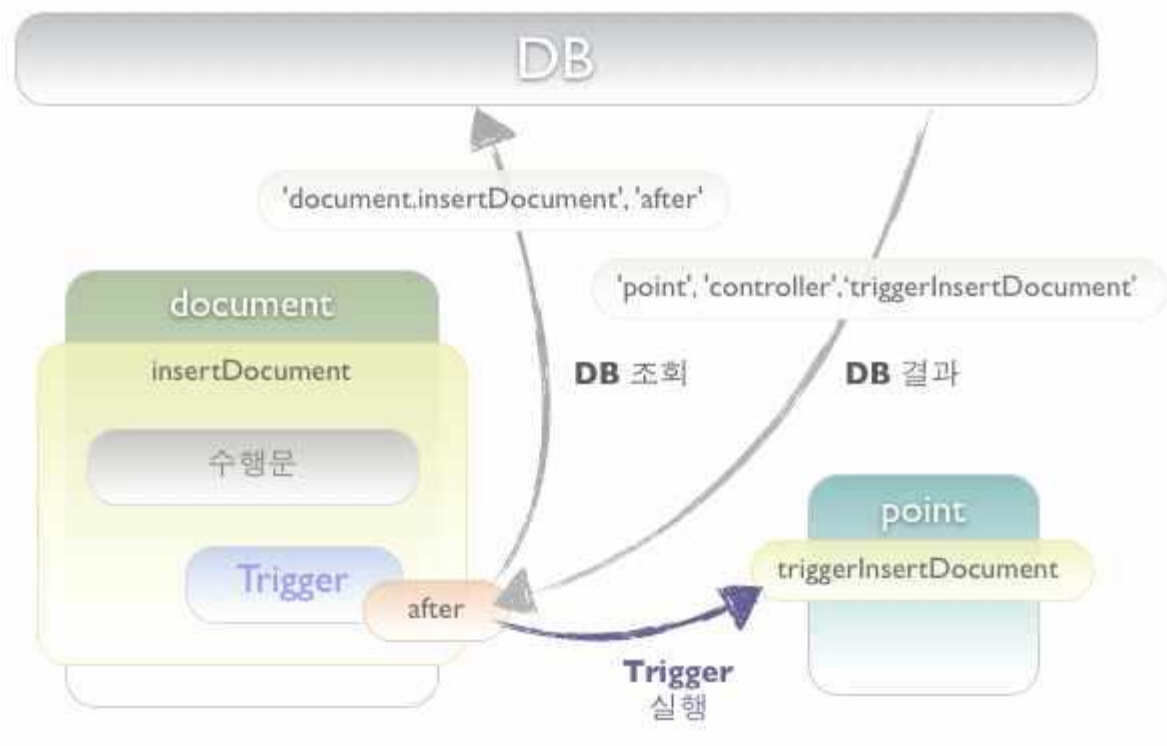 DB
'document.insertDocument', 'after'
'point', 'controller','triggerInsertDocument'
document
insertDocument
DB 조회
DB 결과
수행문
point
Trigger
triggerInsertDocument
after
Trigger
실행